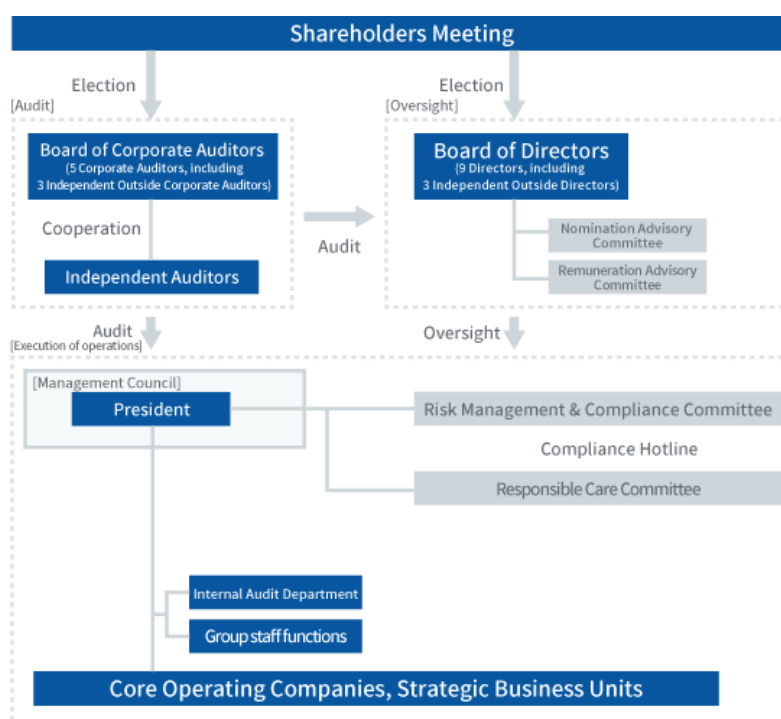 Shareholders Meeting
Election
Election
[Audit]
[Oversight]
Board of Corporate Auditors
(5 Corporate Auditors, including
3 Independent Outside Corporate Auditors)
Board of Directors
(9 Directors, including
3 Independent Outside Directors)
Cooperation
Audit
Nomination Advisory
Committee
Independent Auditors
Remuneration Advisory
Committee
Audit
Oversight
[Execution of operations]
[Management Council]
President
Risk Management & Compliance Committee
Compliance Hotline
Responsible Care Committee
Internal Audit Department
Group staff functions
Core Operating Companies, Strategic Business Units